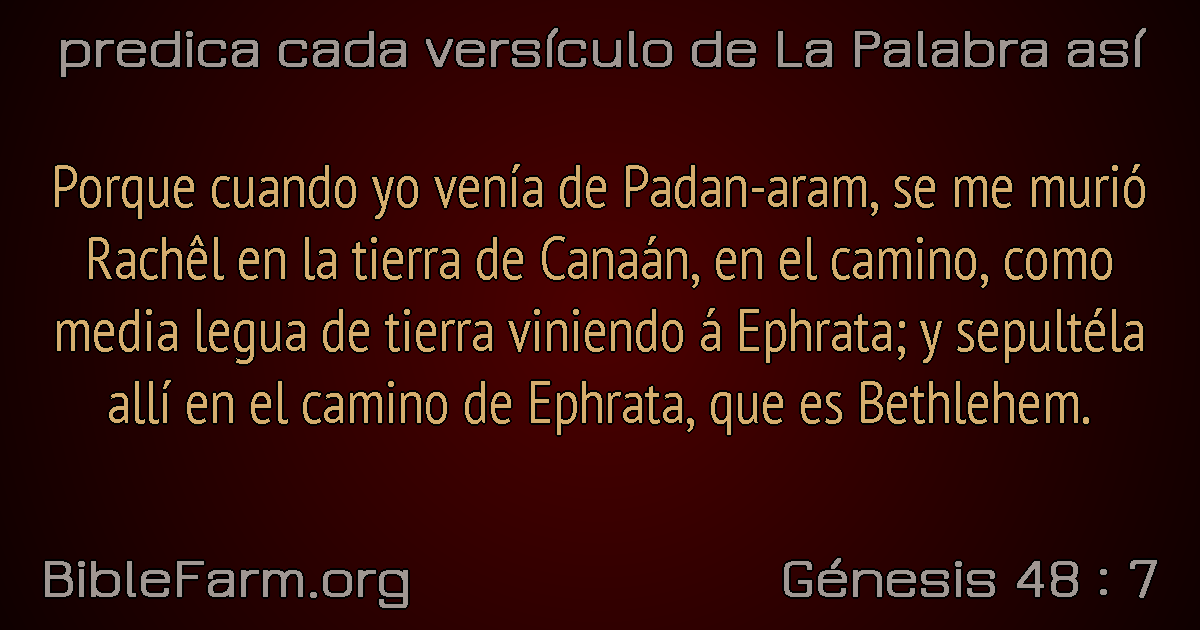 predica cada versículo de La Palabra así
Porque cuando yo venía de Padan-aram, se me murió
Rachêl en la tierra de Canaán, en el camino, como
media legua de tierra viniendo á Ephrata; y sepultéla
allí en el camino de Ephrata, que es Bethlehem.
BibleFarm.org
Génesis 48 : 7